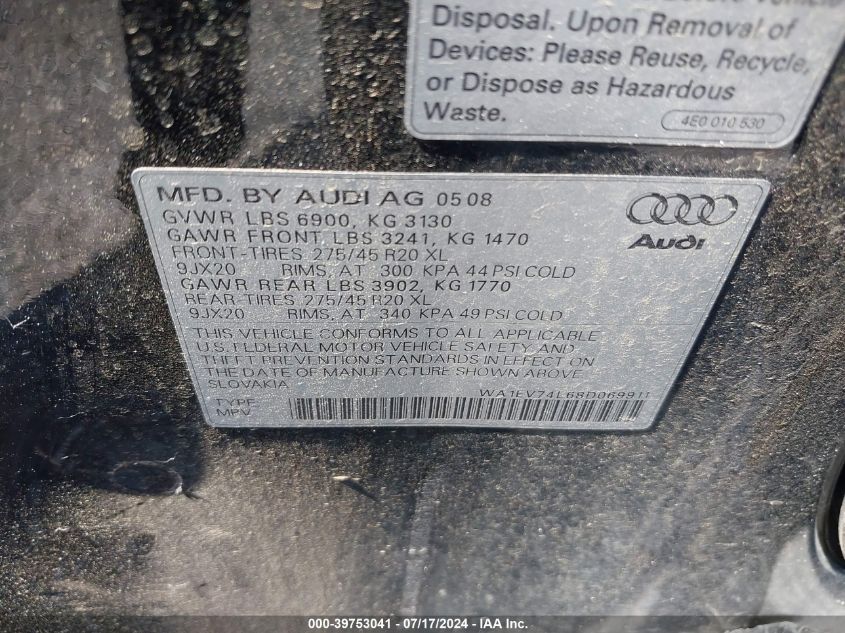 Disposal. Upon Removal of
Devices: Please Reuse, Recycle,
or Dispose as Hazardous
Waste.
4E0 010 530
MFD. BY AUDI AG 05 08
GVWR LBS 6900, KG 3130
GAWR FRONT, LBS 3241, KG 1470
FRONT-TIRES 275/45 R20 XL
9JX20 RIMS, AT 300 KPA 44 PSI COLD
GAWR REAR LBS 3902, KG 1770
REAR-TIRES 275/45 R20 XL
9JX20 RIMS, AT 340 KPA 49 PSI COLD
Audi
THIS VEHICLE CONFORMS TO ALL APPLICABLE
U.S. FEDERAL MOTOR VEHICLE SAFETY, AND
THEFT PREVENTION STANDARDS IN EFFECT ON
THE DATE OF MANUFACTURE SHOWN ABOVE
SLOVAKIA
WA1EV74L68D069911
TYPE:
MPV
000-39753041 - 07/17/2024 - IAA Inc.